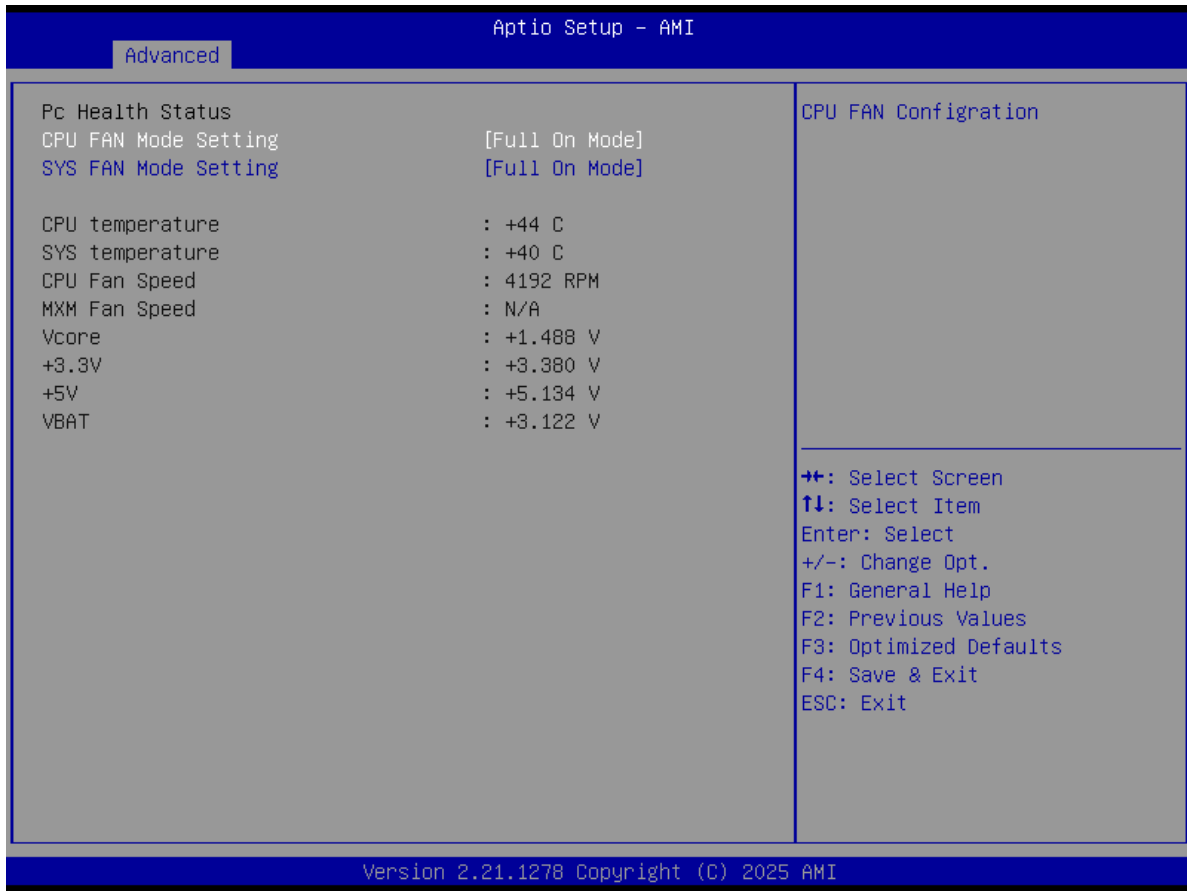 Aptio Setup – AMI
Advanced
Pc Health Status
CPU FAN Mode Setting [Full On Mode]
SYS FAN Mode Setting [Full On Mode]
CPU temperature : +44 C
SYS temperature : +40 C
CPU Fan Speed : 4192 RPM
MXM Fan Speed : N/A
Vcore : +1.488 V
+3.3V : +3.380 V
+5V : +5.134 V
VBAT : +3.122 V
CPU FAN Configration
→←: Select Screen
↑↓: Select Item
Enter: Select
+/-: Change Opt.
F1: General Help
F2: Previous Values
F3: Optimized Defaults
F4: Save & Exit
ESC: Exit
Version 2.21.1278 Copyright (C) 2025 AMI